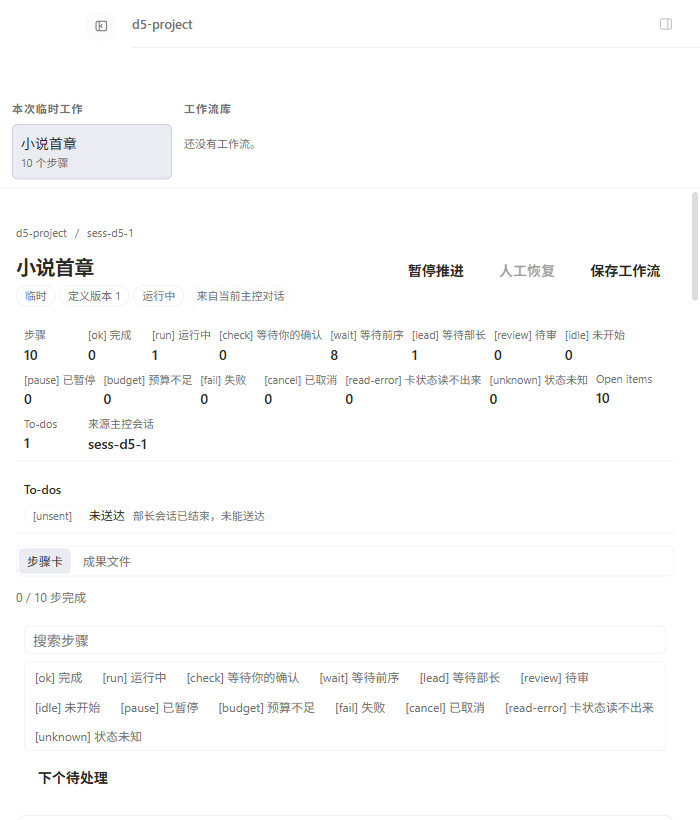 d5-project
本次临时工作 工作流库
小说首章
10 个步骤
还没有工作流。
d5-project / sess-d5-1
小说首章 暂停推进 人工恢复 保存工作流
临时 定义版本 1 运行中 来自当前主控对话
步骤 [ok] 完成 [run] 运行中 [check] 等待你的确认 [wait] 等待前序 [lead] 等待部长 [review] 待审 [idle] 未开始
10 0 1 0 8 1 0 0
[pause] 已暂停 [budget] 预算不足 [fail] 失败 [cancel] 已取消 [read-error] 卡状态读不出来 [unknown] 状态未知 Open items
0 0 0 0 0 0 10
To-dos 来源主控会话
1 sess-d5-1
To-dos
[unsent] 未送达 部长会话已结束，未能送达
步骤卡 成果文件
0 / 10 步完成
搜索步骤
[ok] 完成 [run] 运行中 [check] 等待你的确认 [wait] 等待前序 [lead] 等待部长 [review] 待审
[idle] 未开始 [pause] 已暂停 [budget] 预算不足 [fail] 失败 [cancel] 已取消 [read-error] 卡状态读不出来
[unknown] 状态未知
下个待处理